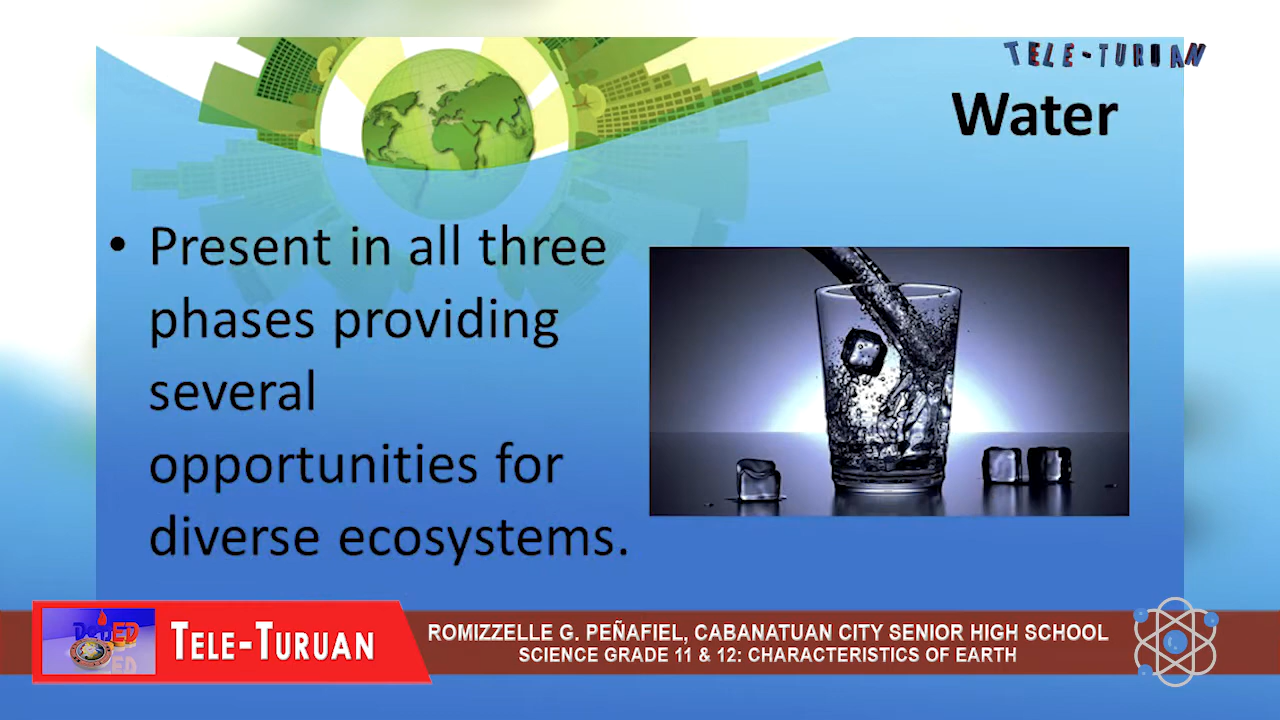 TELE-TURUAN
Water
• Present in all three
phases providing
several
opportunities for
diverse ecosystems.
DepED
TELE-TURUAN
ROMIZZELLE G. PEÑAFIEL, CABANATUAN CITY SENIOR HIGH SCHOOL
SCIENCE GRADE 11 & 12: CHARACTERISTICS OF EARTH